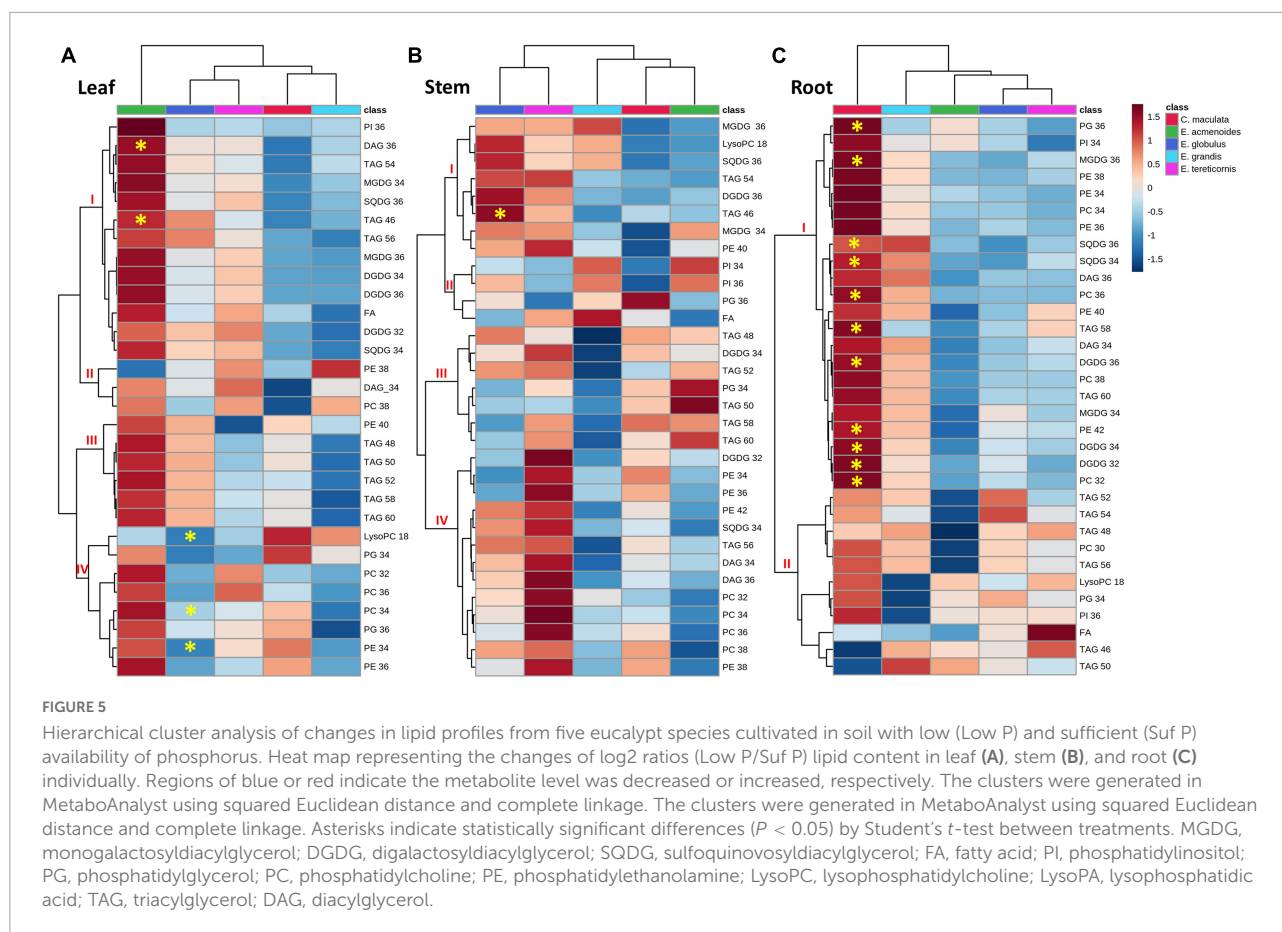 A
Leaf
class
I
II
III
IV
PI 36
DAG 36
TAG 54
MGDG 34
SQDG 36
TAG 46
TAG 56
MGDG 36
DGDG 34
DGDG 36
FA
DGDG 32
SQDG 34
PE 38
DAG_34
PC 38
PE 40
TAG 48
TAG 50
TAG 52
TAG 58
TAG 60
LysoPC 18
PG 34
PC 32
PC 36
PC 34
PG 36
PE 34
PE 36
B
Stem
class
I
II
III
IV
MGDG 36
LysoPC 18
SQDG 36
TAG 54
DGDG 36
TAG 46
MGDG 34
PE 40
PI 34
PI 36
PG 36
FA
TAG 48
DGDG 34
TAG 52
PG 34
TAG 50
TAG 58
TAG 60
DGDG 32
PE 34
PE 36
PE 42
SQDG 34
TAG 56
DAG 34
DAG 36
PC 32
PC 34
PC 36
PC 38
PE 38
C
Root
class
I
II
PG 36
PI 34
MGDG 36
PE 38
PE 34
PC 34
PE 36
SQDG 36
SQDG 34
DAG 36
PC 36
PE 40
TAG 58
DAG 34
DGDG 36
PC 38
TAG 60
MGDG 34
PE 42
DGDG 34
DGDG 32
PC 32
TAG 52
TAG 54
TAG 48
PC 30
TAG 56
LysoPC 18
PG 34
PI 36
FA
TAG 46
TAG 50
1.5
1
0.5
0
-0.5
-1
-1.5
class
C. maculata
E. acmenoides
E. globulus
E. grandis
E. tereticornis
FIGURE 5
Hierarchical cluster analysis of changes in lipid profiles from five eucalypt species cultivated in soil with low (Low P) and sufficient (Suf P)
availability of phosphorus. Heat map representing the changes of log2 ratios (Low P/Suf P) lipid content in leaf (A), stem (B), and root (C)
individually. Regions of blue or red indicate the metabolite level was decreased or increased, respectively. The clusters were generated in
MetaboAnalyst using squared Euclidean distance and complete linkage. The clusters were generated in MetaboAnalyst using squared Euclidean
distance and complete linkage. Asterisks indicate statistically significant differences (P < 0.05) by Student's t-test between treatments. MGDG,
monogalactosyldiacylglycerol; DGDG, digalactosyldiacylglycerol; SQDG, sulfoquinovosyldiacylglycerol; FA, fatty acid; PI, phosphatidylinositol;
PG, phosphatidylglycerol; PC, phosphatidylcholine; PE, phosphatidylethanolamine; LysoPC, lysophosphatidylcholine; LysoPA, lysophosphatidic
acid; TAG, triacylglycerol; DAG, diacylglycerol.